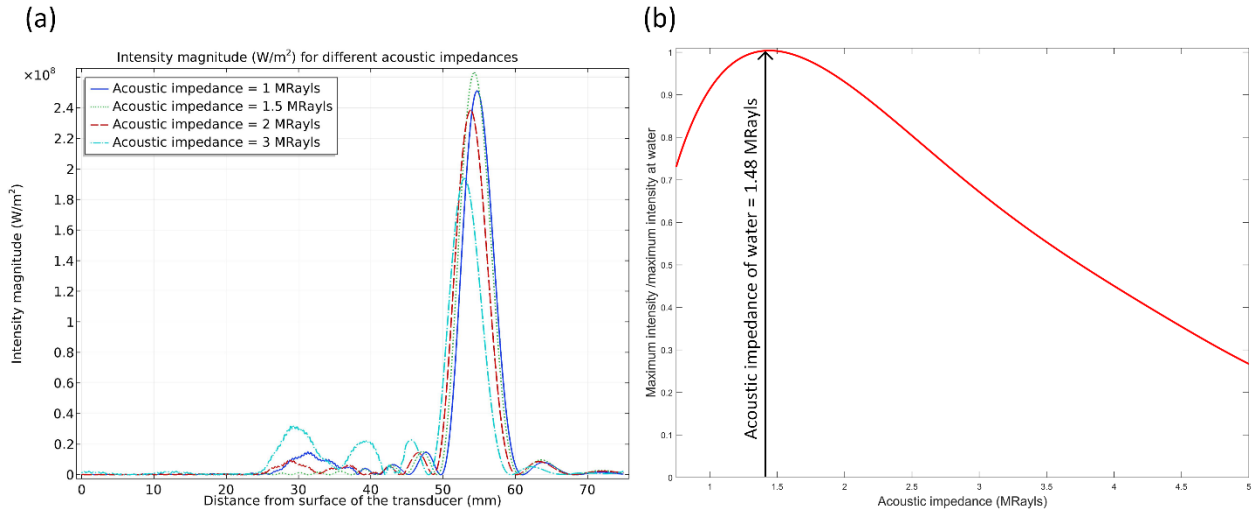 (a)
Intensity magnitude (W/m²) for different acoustic impedances
×10⁸
Acoustic impedance = 1 MRayls
Acoustic impedance = 1.5 MRayls
Acoustic impedance = 2 MRayls
Acoustic impedance = 3 MRayls
2.4
2.2
2
1.8
1.6
1.4
1.2
1
0.8
0.6
0.4
0.2
0
Intensity magnitude (W/m²)
0 10 20 30 40 50 60 70
Distance from surface of the transducer (mm)
(b)
1
0.9
0.8
0.7
0.6
0.5
0.4
0.3
0.2
0.1
0
Maximum intensity /maximum intensity at water
Acoustic impedance of water = 1.48 MRayls
1 1.5 2 2.5 3 3.5 4 4.5 5
Acoustic impedance (MRayls)